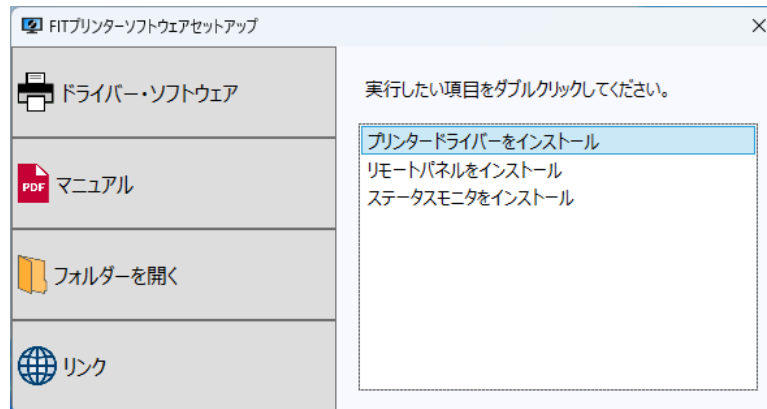 FITプリンターソフトウェアセットアップ
ドライバー・ソフトウェア
PDF
マニュアル
フォルダーを開く
リンク
実行したい項目をダブルクリックしてください。
プリンタードライバーをインストール
リモートパネルをインストール
ステータスモニタをインストール